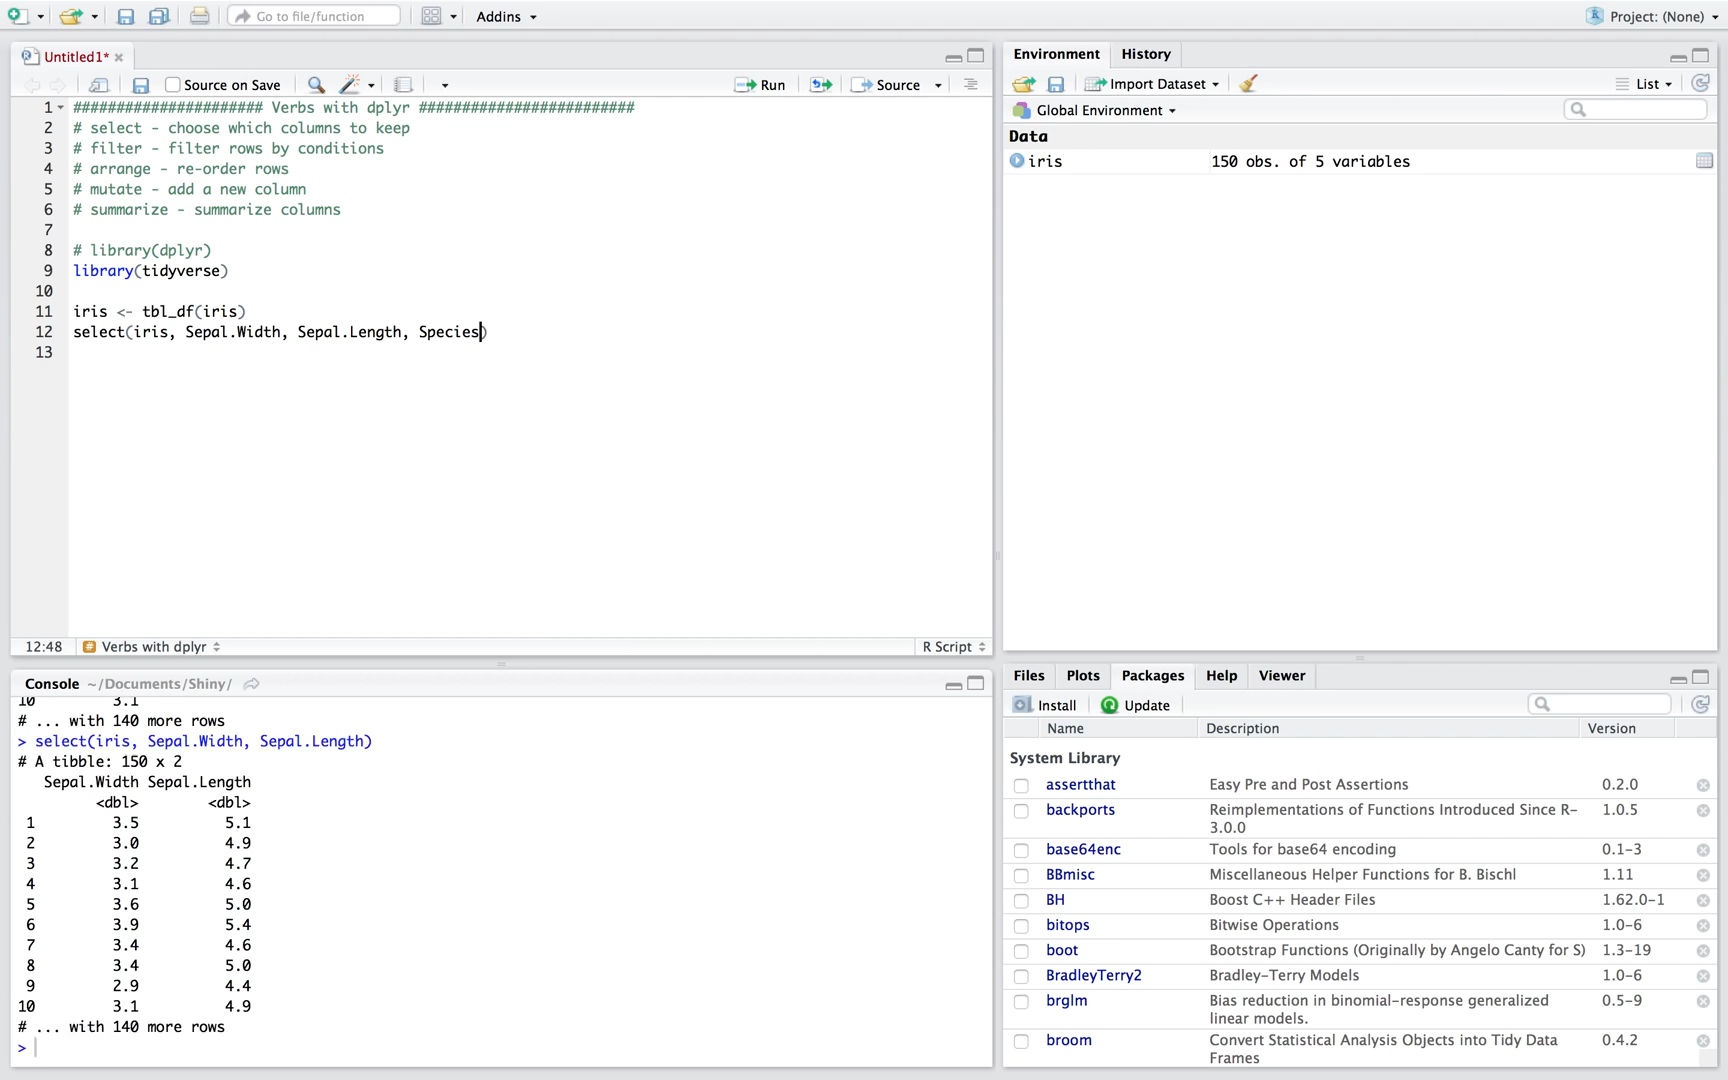 Go to file/function
Addins
Project: (None)
Untitled1*
Source on Save
Run
Source
1 ###################### Verbs with dplyr #########################
2 # select - choose which columns to keep
3 # filter - filter rows by conditions
4 # arrange - re-order rows
5 # mutate - add a new column
6 # summarize - summarize columns
7
8 # library(dplyr)
9 library(tidyverse)
10
11 iris <- tbl_df(iris)
12 select(iris, Sepal.Width, Sepal.Length, Species)
13
12:48 Verbs with dplyr
R Script
Console ~/Documents/Shiny/
10 3.1
# ... with 140 more rows
> select(iris, Sepal.Width, Sepal.Length)
# A tibble: 150 x 2
Sepal.Width Sepal.Length
<dbl> <dbl>
1 3.5 5.1
2 3.0 4.9
3 3.2 4.7
4 3.1 4.6
5 3.6 5.0
6 3.9 5.4
7 3.4 4.6
8 3.4 5.0
9 2.9 4.4
10 3.1 4.9
# ... with 140 more rows
>
Environment History
Import Dataset
List
Global Environment
Data
iris 150 obs. of 5 variables
Files Plots Packages Help Viewer
Install Update
Name Description Version
System Library
assertthat Easy Pre and Post Assertions 0.2.0
backports Reimplementations of Functions Introduced Since R-
3.0.0 1.0.5
base64enc Tools for base64 encoding 0.1-3
BBmisc Miscellaneous Helper Functions for B. Bischl 1.11
BH Boost C++ Header Files 1.62.0-1
bitops Bitwise Operations 1.0-6
boot Bootstrap Functions (Originally by Angelo Canty for S) 1.3-19
BradleyTerry2 Bradley-Terry Models 1.0-6
brglm Bias reduction in binomial-response generalized
linear models. 0.5-9
broom Convert Statistical Analysis Objects into Tidy Data
Frames 0.4.2